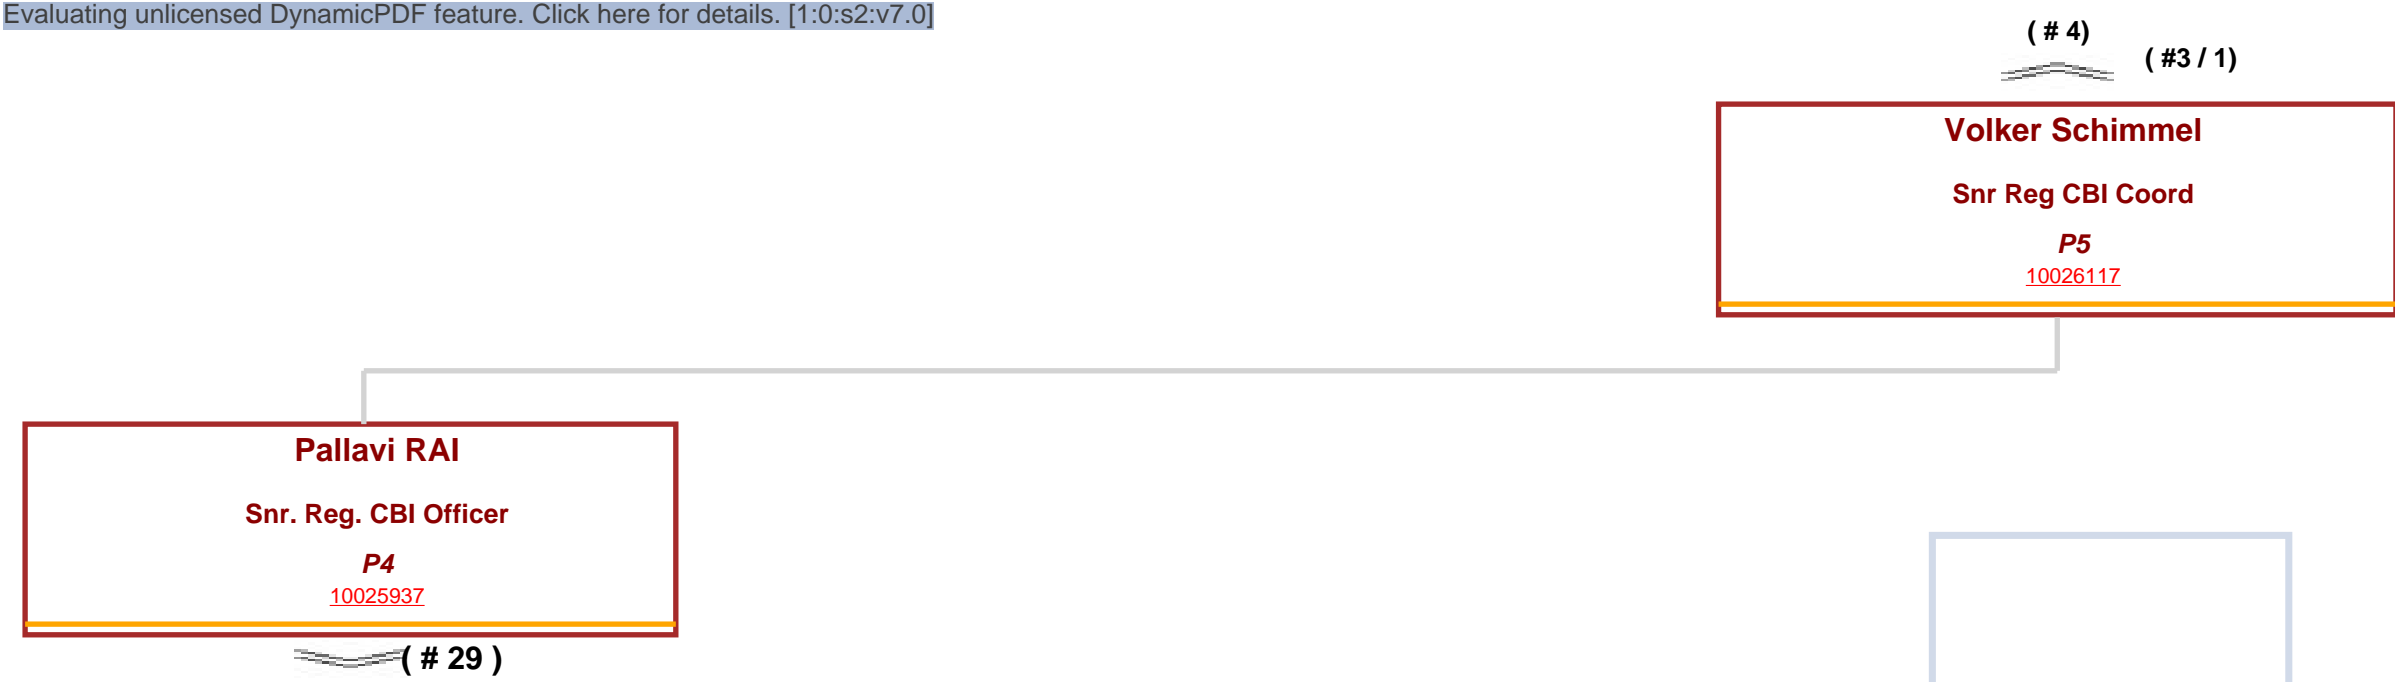 Evaluating unlicensed DynamicPDF feature. Click here for details. [1:0:s2:v7.0]
( # 4)
( #3 / 1)
Volker Schimmel
Snr Reg CBI Coord
P5
10026117
Pallavi RAI
Snr. Reg. CBI Officer
P4
10025937
( # 29 )